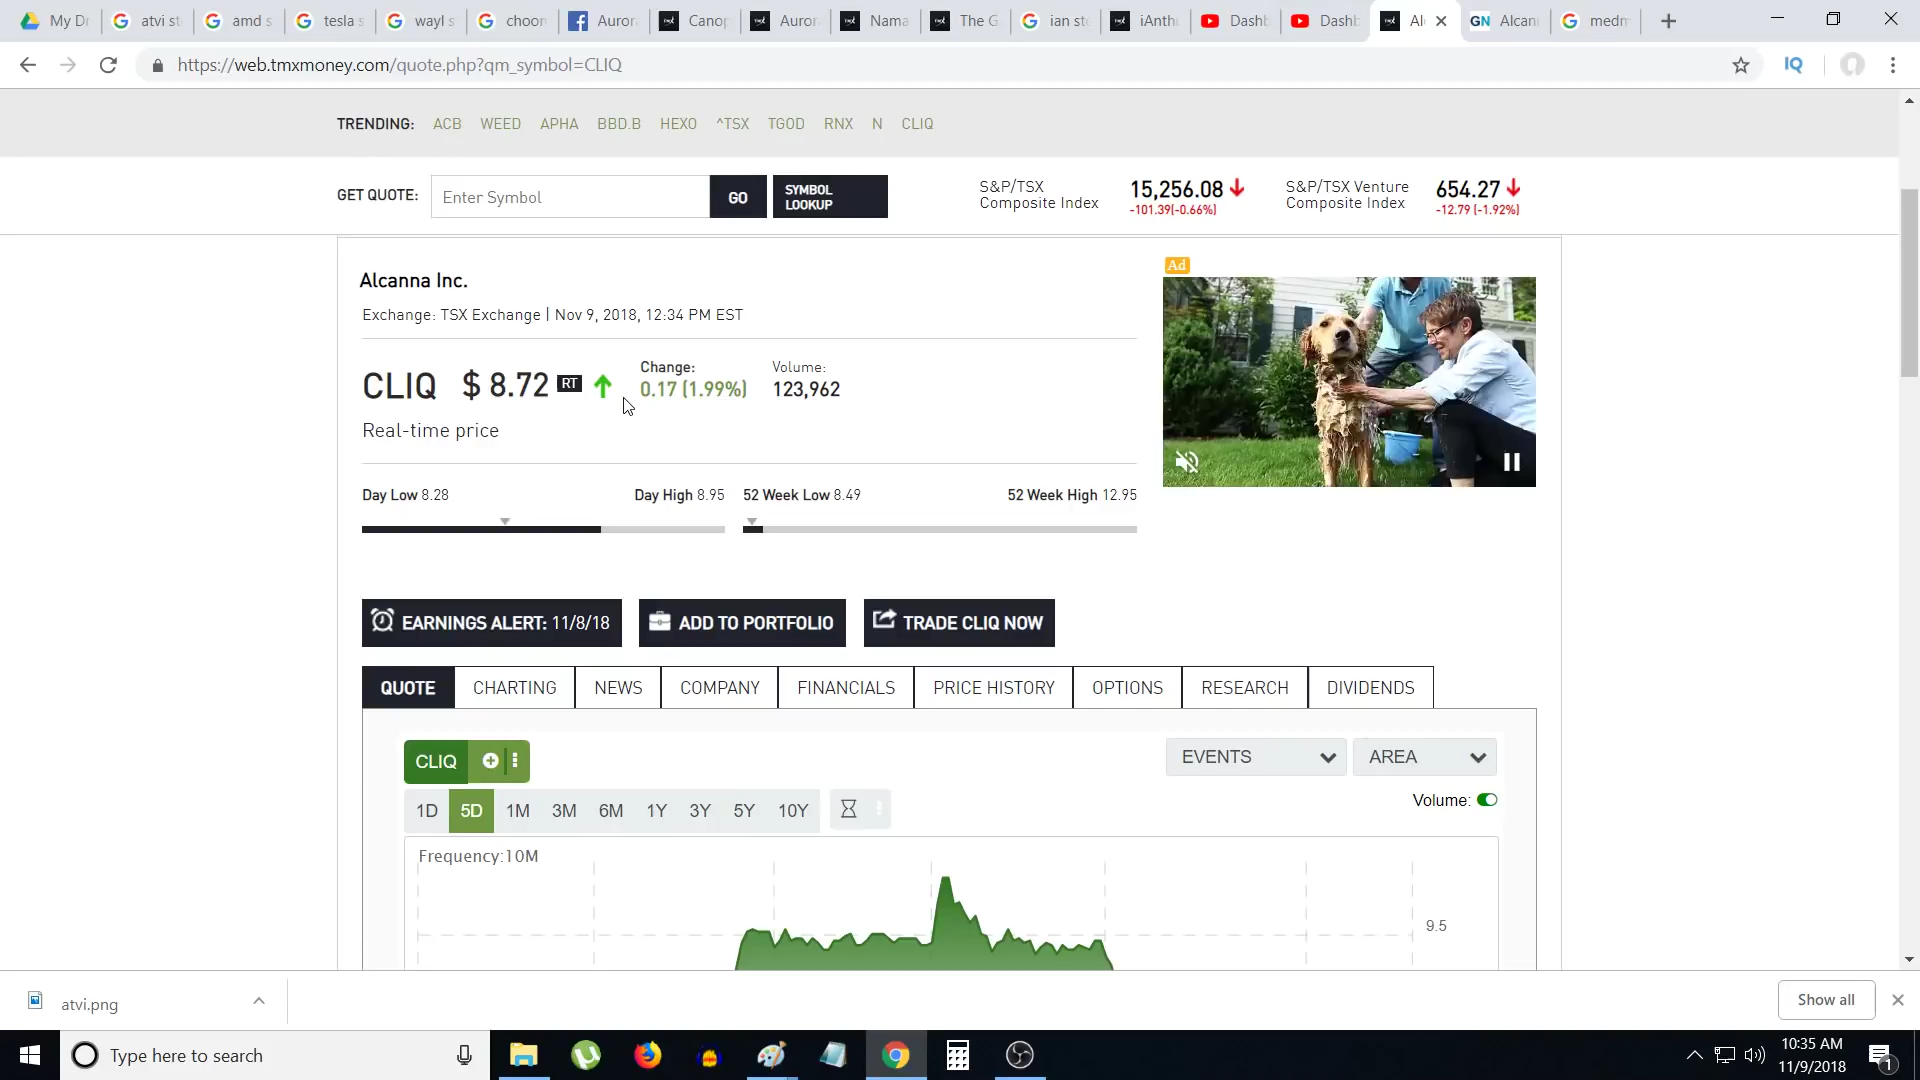 My Dr
atvi st
amd s
tesla s
wayl s
choom
Auror
Canop
Auror
Nama
The G
ian sto
iAnthu
Dashb
Dashb
Al
GN Alcann
medm
https://web.tmxmoney.com/quote.php?qm_symbol=CLIQ
IQ
TRENDING: ACB WEED APHA BBD.B HEXO ^TSX TGOD RNX N CLIQ
GET QUOTE: Enter Symbol GO SYMBOL LOOKUP
S&P/TSX Composite Index 15,256.08 -101.39(-0.66%)
S&P/TSX Venture Composite Index 654.27 -12.79 (-1.92%)
Ad
Alcanna Inc.
Exchange: TSX Exchange | Nov 9, 2018, 12:34 PM EST
CLIQ $ 8.72 RT
Change: 0.17 (1.99%)
Volume: 123,962
Real-time price
Day Low 8.28 Day High 8.95 52 Week Low 8.49 52 Week High 12.95
EARNINGS ALERT: 11/8/18 ADD TO PORTFOLIO TRADE CLIQ NOW
QUOTE CHARTING NEWS COMPANY FINANCIALS PRICE HISTORY OPTIONS RESEARCH DIVIDENDS
CLIQ EVENTS AREA
1D 5D 1M 3M 6M 1Y 3Y 5Y 10Y Volume:
Frequency:10M
9.5
atvi.png Show all
Type here to search
10:35 AM
11/9/2018
1